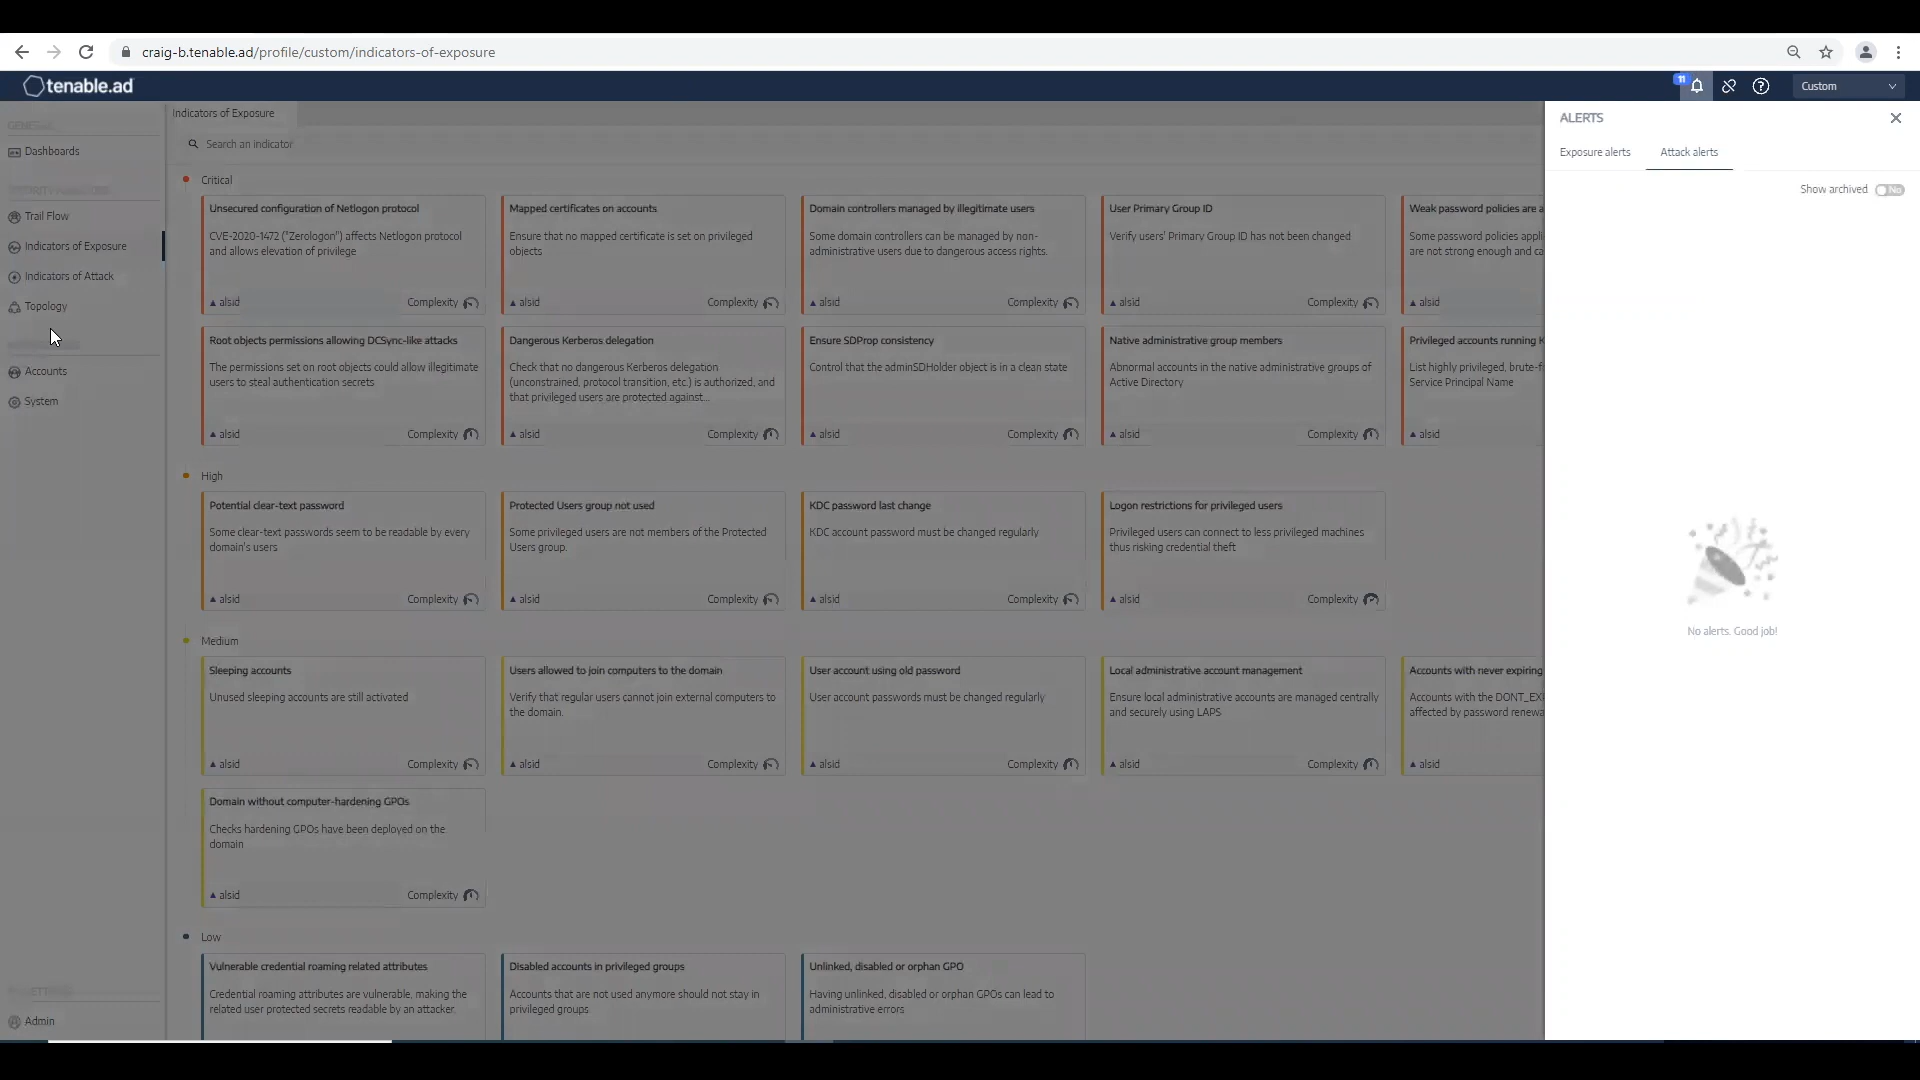 craig-b.tenable.ad/profile/custom/indicators-of-exposure
tenable.ad
11
Custom
Dashboards
Trail Flow
Indicators of Exposure
Indicators of Attack
Topology
Accounts
System
Admin
Indicators of Exposure
Search an indicator
Critical
Unsecured configuration of Netlogon protocol
CVE-2020-1472 ("Zerologon") affects Netlogon protocol
and allows elevation of privilege
alsid Complexity
Mapped certificates on accounts
Ensure that no mapped certificate is set on privileged
objects
alsid Complexity
Domain controllers managed by illegitimate users
Some domain controllers can be managed by non-
administrative users due to dangerous access rights.
alsid Complexity
User Primary Group ID
Verify users' Primary Group ID has not been changed
alsid Complexity
Weak password policies are a
Some password policies appli
are not strong enough and ca
alsid
Root objects permissions allowing DCSync-like attacks
The permissions set on root objects could allow illegitimate
users to steal authentication secrets
alsid Complexity
Dangerous Kerberos delegation
Check that no dangerous Kerberos delegation
(unconstrained, protocol transition, etc.) is authorized, and
that privileged users are protected against...
alsid Complexity
Ensure SDProp consistency
Control that the adminSDHolder object is in a clean state
alsid Complexity
Native administrative group members
Abnormal accounts in the native administrative groups of
Active Directory
alsid Complexity
Privileged accounts running K
List highly privileged, brute-f
Service Principal Name
alsid
High
Potential clear-text password
Some clear-text passwords seem to be readable by every
domain's users
alsid Complexity
Protected Users group not used
Some privileged users are not members of the Protected
Users group.
alsid Complexity
KDC password last change
KDC account password must be changed regularly
alsid Complexity
Logon restrictions for privileged users
Privileged users can connect to less privileged machines
thus risking credential theft
alsid Complexity
Medium
Sleeping accounts
Unused sleeping accounts are still activated
alsid Complexity
Users allowed to join computers to the domain
Verify that regular users cannot join external computers to
the domain.
alsid Complexity
User account using old password
User account passwords must be changed regularly
alsid Complexity
Local administrative account management
Ensure local administrative accounts are managed centrally
and securely using LAPS
alsid Complexity
Accounts with never expiring
Accounts with the DONT_EX
affected by password renewa
alsid
Domain without computer-hardening GPOs
Checks hardening GPOs have been deployed on the
domain
alsid Complexity
Low
Vulnerable credential roaming related attributes
Credential roaming attributes are vulnerable, making the
related user protected secrets readable by an attacker.
Disabled accounts in privileged groups
Accounts that are not used anymore should not stay in
privileged groups
Unlinked, disabled or orphan GPO
Having unlinked, disabled or orphan GPOs can lead to
administrative errors
ALERTS
Exposure alerts Attack alerts
Show archived No
No alerts. Good job!